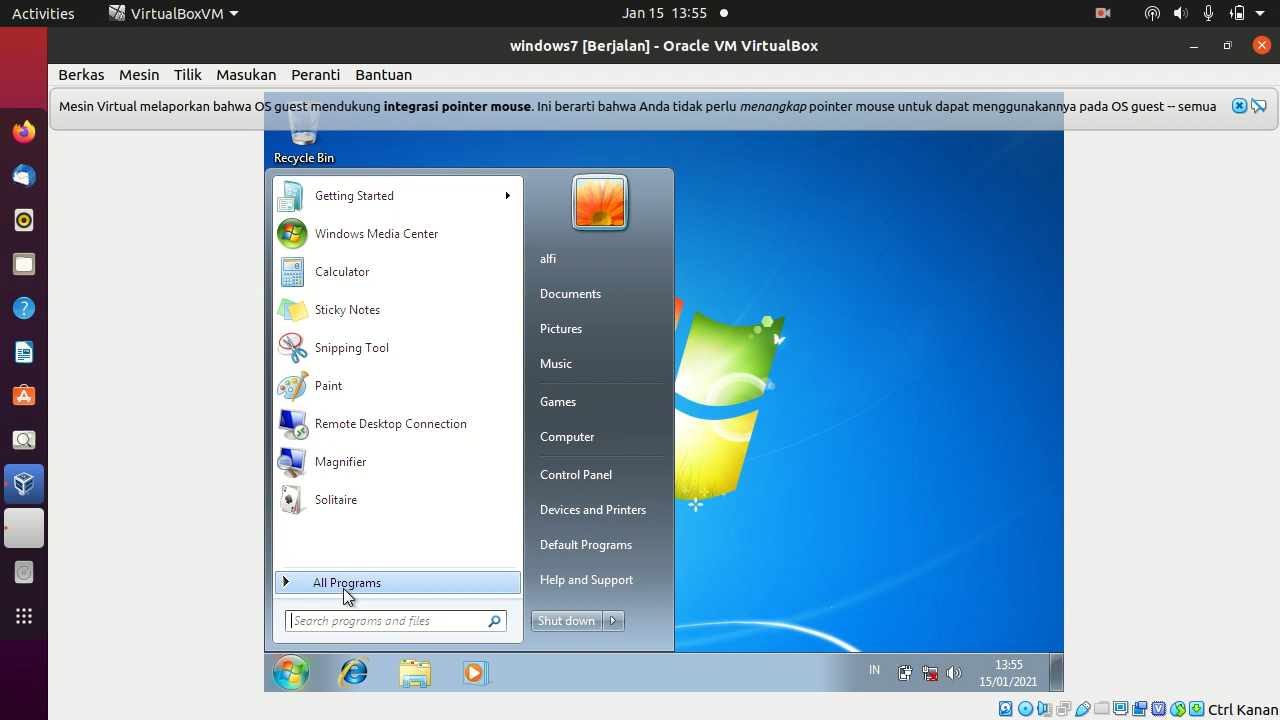 Activities
VirtualBoxVM
Jan 15 13:55
windows7 [Berjalan] - Oracle VM VirtualBox
Berkas Mesin Tilik Masukan Peranti Bantuan
Mesin Virtual melaporkan bahwa OS guest mendukung integrasi pointer mouse. Ini berarti bahwa Anda tidak perlu menangkap pointer mouse untuk dapat menggunakannya pada OS guest -- semua
Recycle Bin
Getting Started
Windows Media Center
Calculator
Sticky Notes
Snipping Tool
Paint
Remote Desktop Connection
Magnifier
Solitaire
All Programs
Search programs and files
alfi
Documents
Pictures
Music
Games
Computer
Control Panel
Devices and Printers
Default Programs
Help and Support
Shut down
IN
13:55
15/01/2021
Ctrl Kanan